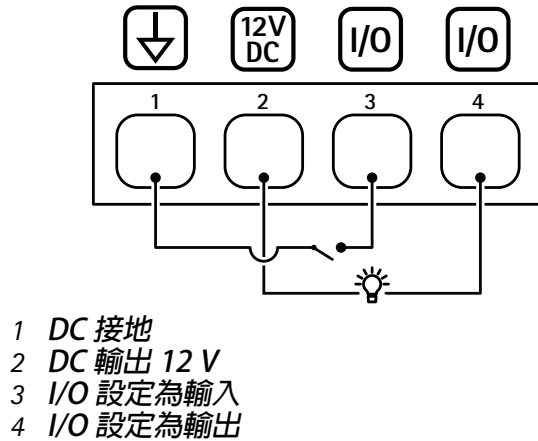 12V
DC
I/O
I/O
1 2 3 4
1 DC 接地
2 DC 輸出 12 V
3 I/O 設定為輸入
4 I/O 設定為輸出